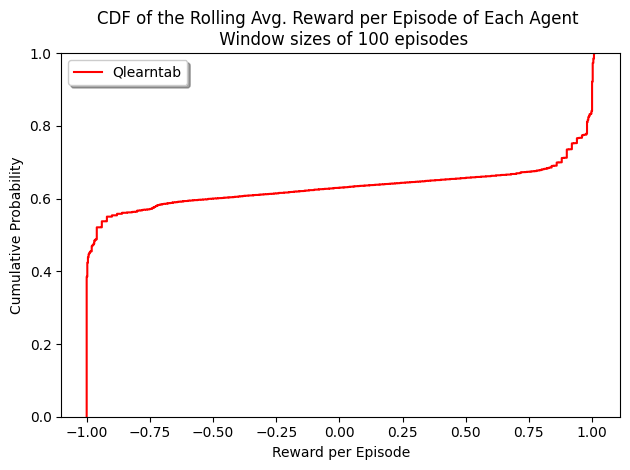 CDF of the Rolling Avg. Reward per Episode of Each Agent
Window sizes of 100 episodes
Qlearntab
1.0
0.8
0.6
0.4
0.2
0.0
Cumulative Probability
−1.00 −0.75 −0.50 −0.25 0.00 0.25 0.50 0.75 1.00
Reward per Episode